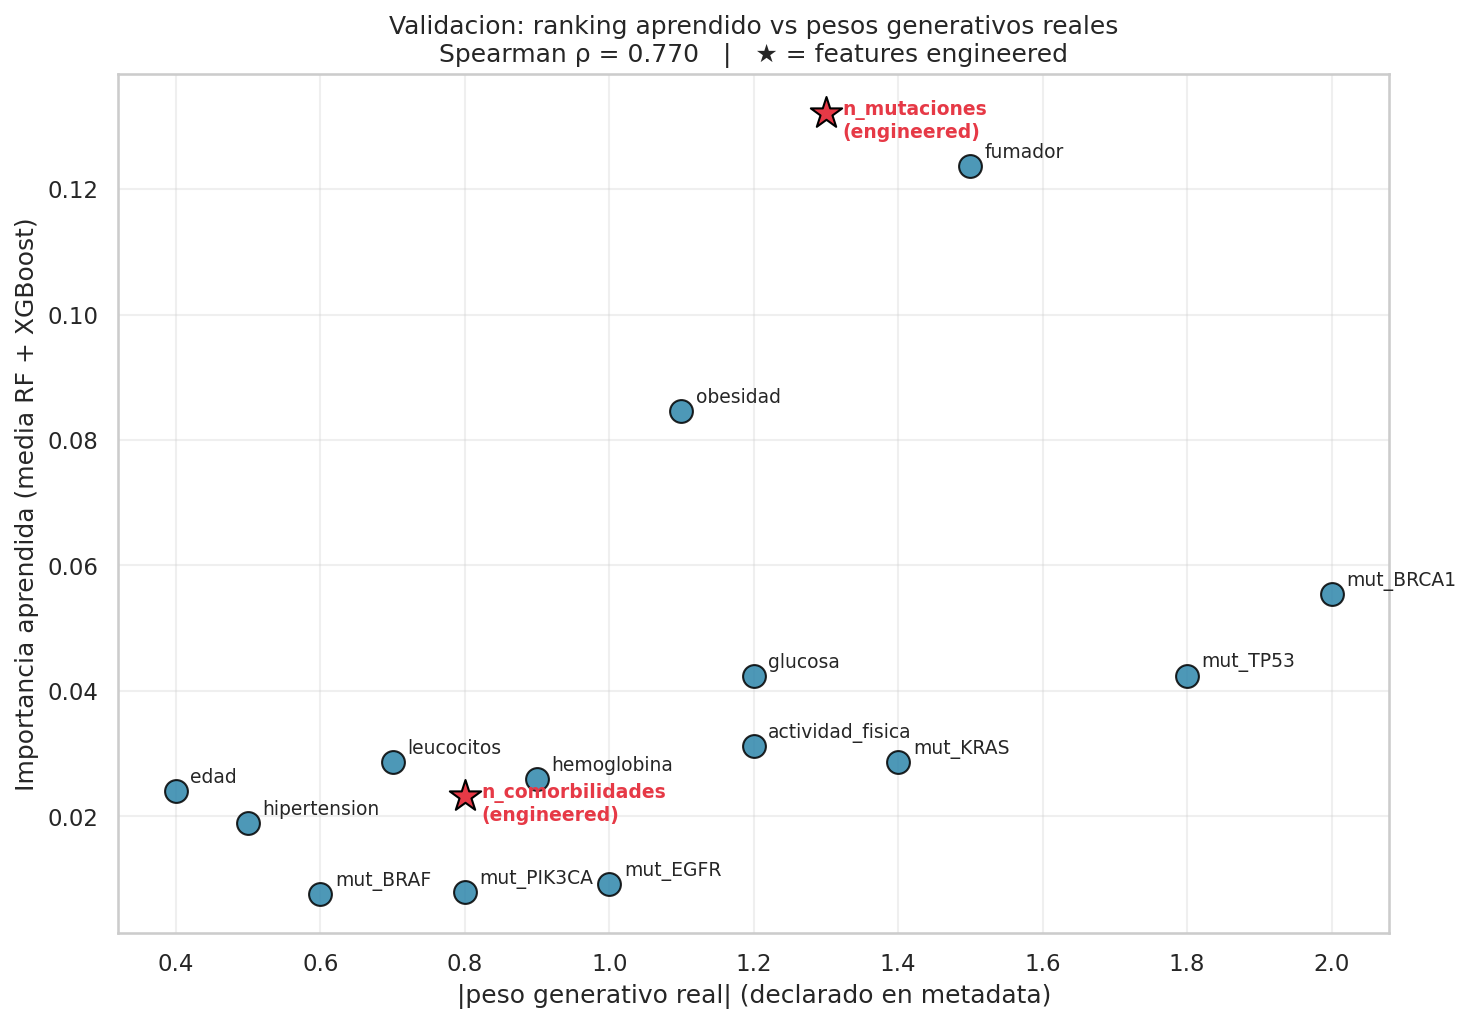 Validacion: ranking aprendido vs pesos generativos reales
Spearman ρ = 0.770   |   ★ = features engineered
Importancia aprendida (media RF + XGBoost)
0.12
0.10
0.08
0.06
0.04
0.02
n_mutaciones
(engineered)
fumador
obesidad
mut_BRCA1
glucosa
mut_TP53
actividad_fisica
mut_KRAS
leucocitos
hemoglobina
edad
n_comorbilidades
(engineered)
hipertension
mut_BRAF
mut_PIK3CA
mut_EGFR
0.4
0.6
0.8
1.0
1.2
1.4
1.6
1.8
2.0
|peso generativo real| (declarado en metadata)